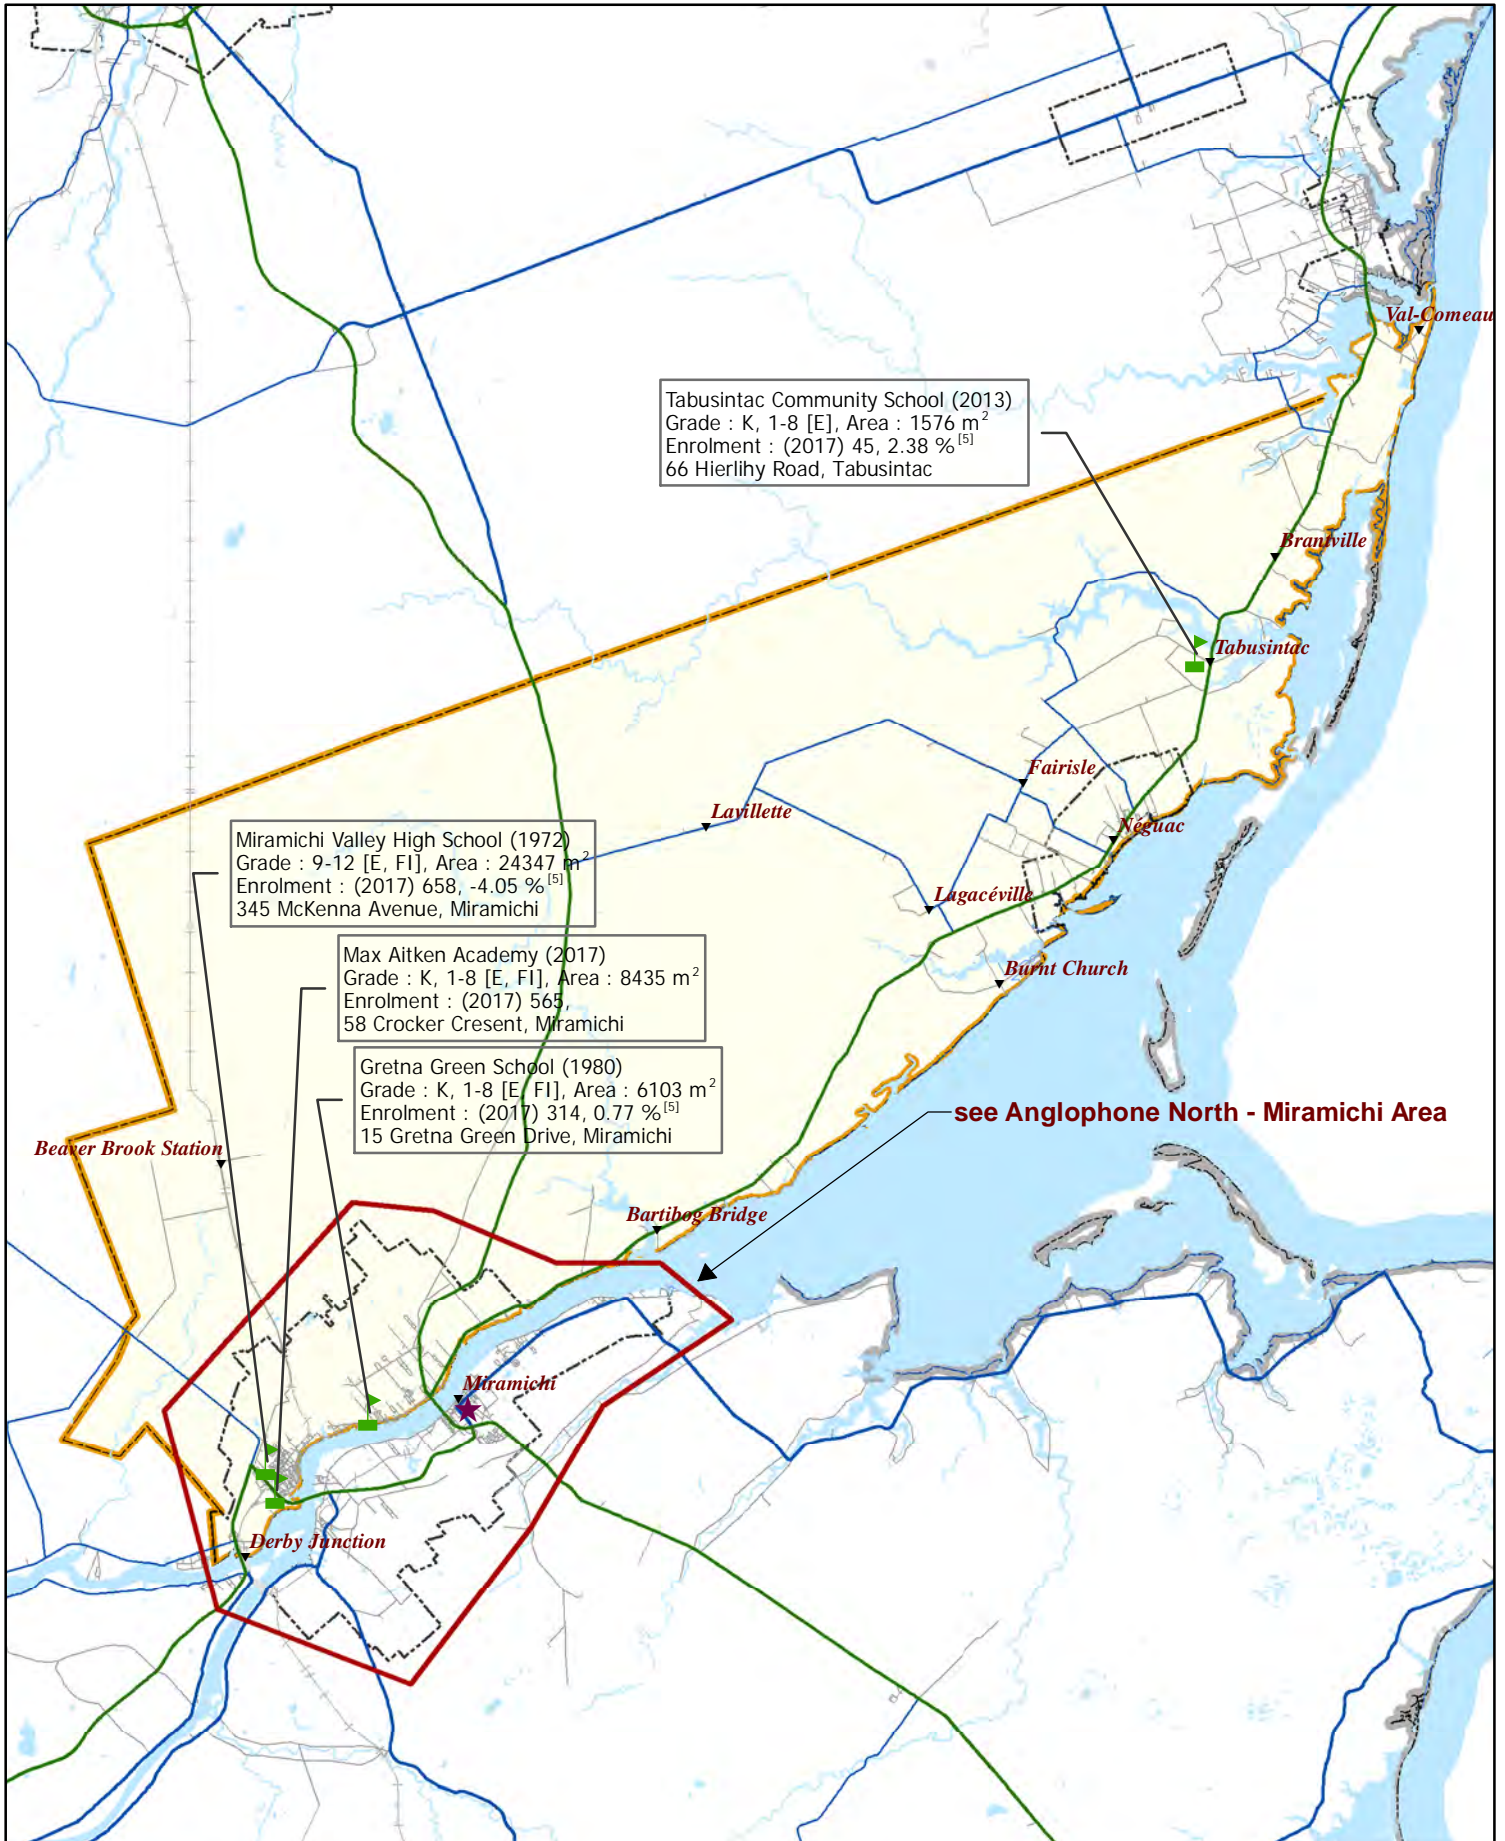 Val-Comeau
Tabusintac Community School (2013)
Grade : K, 1-8 [E], Area : 1576 m²
Enrolment : (2017) 45, 2.38 % [5]
66 Hierlihy Road, Tabusintac
Brantville
Tabusintac
Fairisle
Lavillette
Néguac
Miramichi Valley High School (1972)
Grade : 9-12 [E, FI], Area : 24347 m²
Enrolment : (2017) 658, -4.05 % [5]
345 McKenna Avenue, Miramichi
Lagacéville
Max Aitken Academy (2017)
Grade : K, 1-8 [E, FI], Area : 8435 m²
Enrolment : (2017) 565,
58 Crocker Cresent, Miramichi
Burnt Church
Gretna Green School (1980)
Grade : K, 1-8 [E, FI], Area : 6103 m²
Enrolment : (2017) 314, 0.77 % [5]
15 Gretna Green Drive, Miramichi
see Anglophone North - Miramichi Area
Beaver Brook Station
Bartibog Bridge
Miramichi
Derby Junction